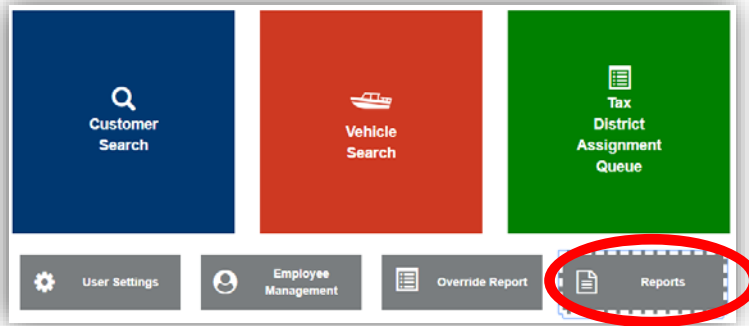 Customer
Search
Vehicle
Search
Tax
District
Assignment
Queue
User Settings
Employee
Management
Override Report
Reports